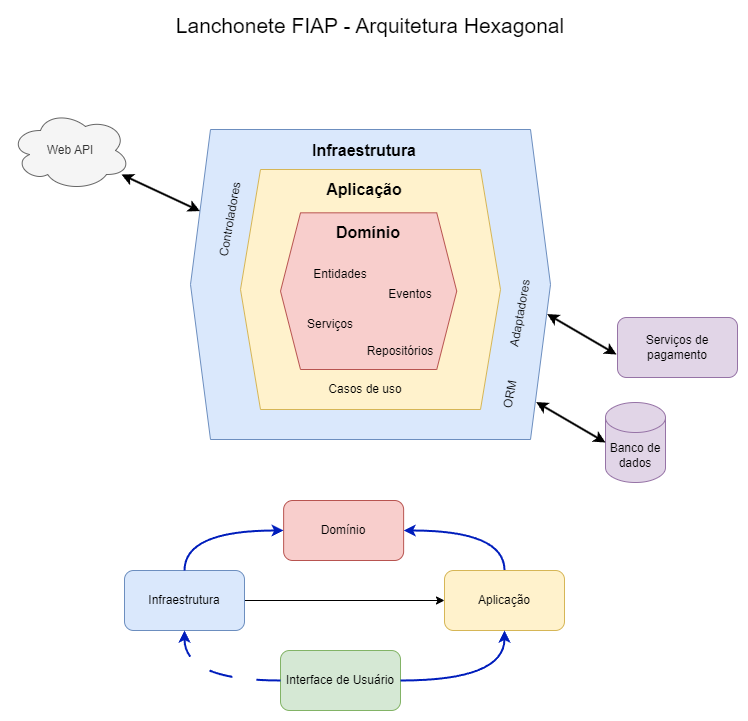 Lanchonete FIAP - Arquitetura Hexagonal
Web API
Infraestrutura
Aplicação
Controladores
Domínio
Entidades
Eventos
Serviços
Repositórios
Casos de uso
Adaptadores
ORM
Serviços de
pagamento
Banco de
dados
Domínio
Infraestrutura
Aplicação
Interface de Usuário